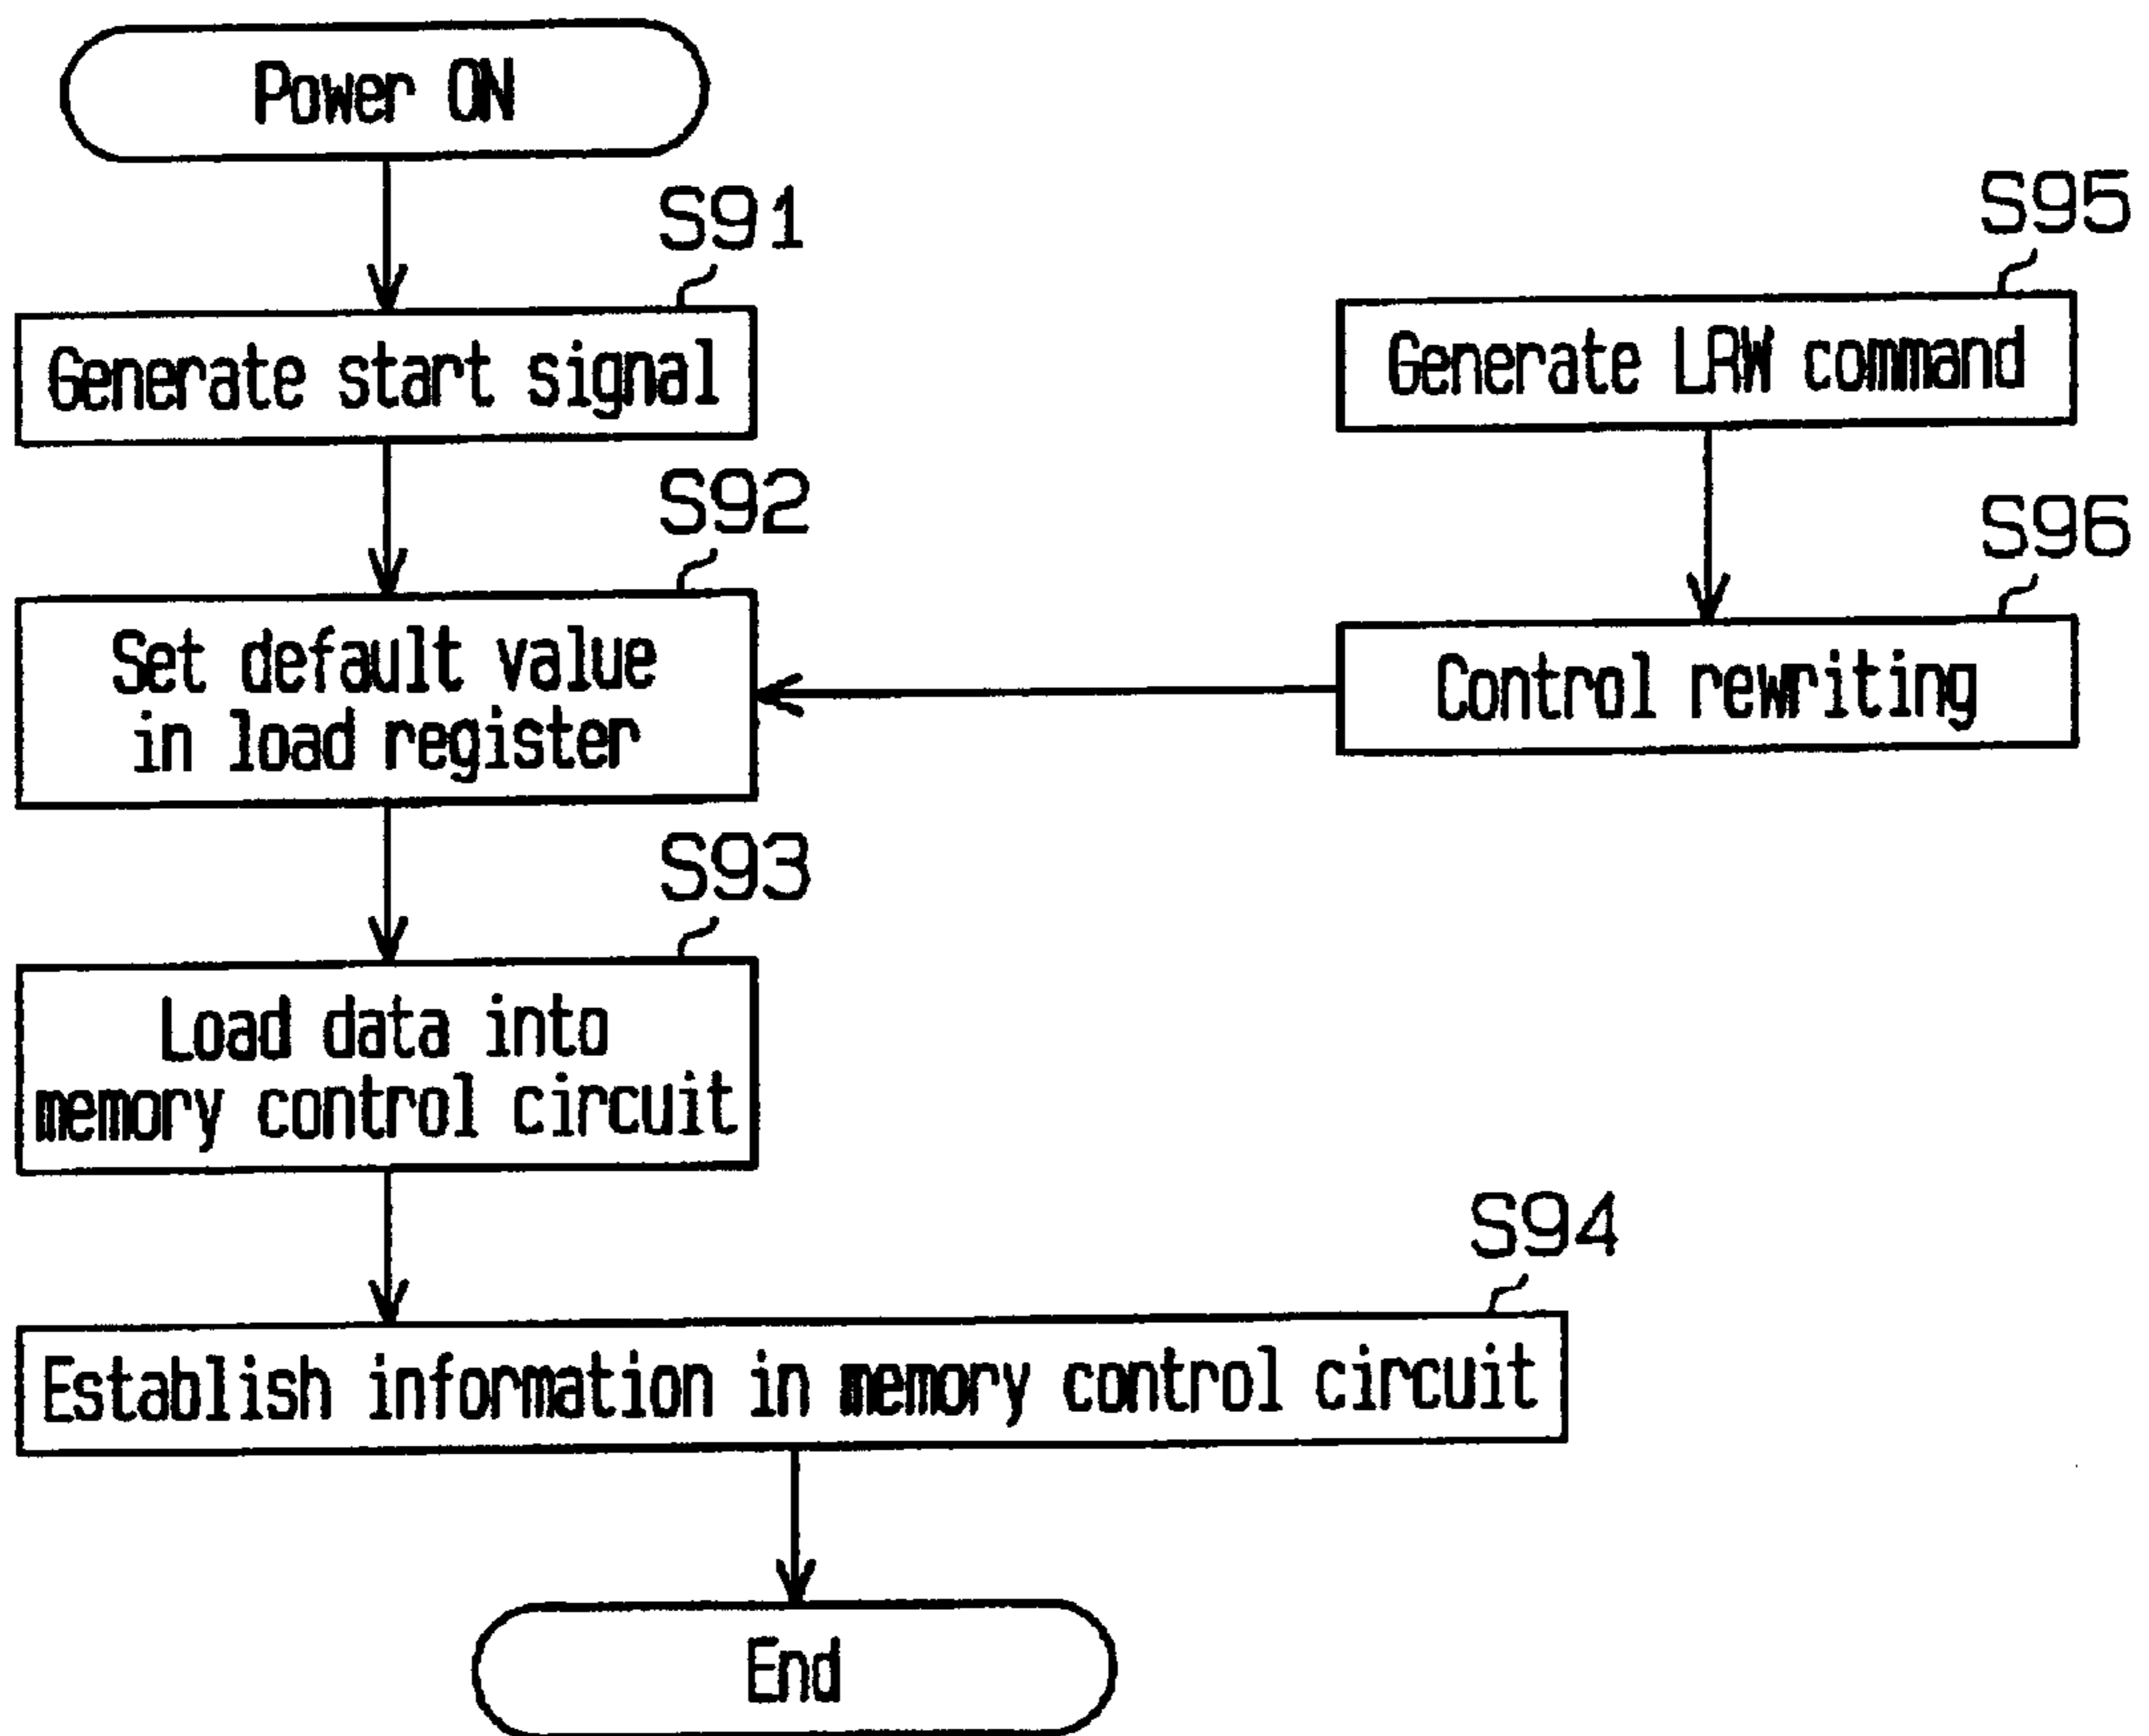 Power ON
S91
Generate start signal
S92
Set default value
in load register
S93
Load data into
memory control circuit
S94
Establish information in memory control circuit
End
S95
Generate LRW command
S96
Control rewriting